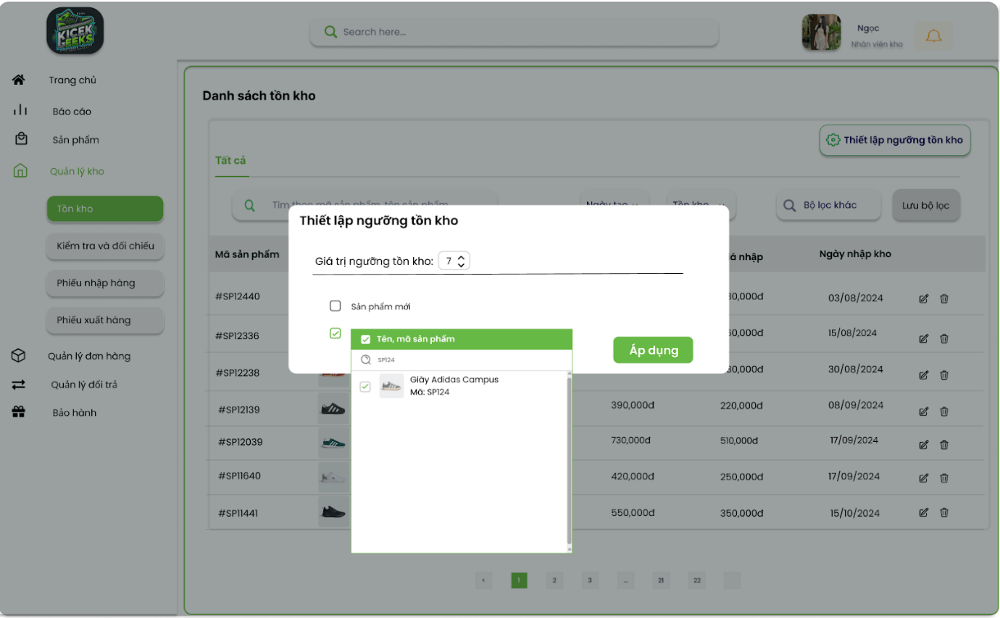 KICEK
GEEKS
Search here...
Ngọc
Nhân viên kho
Trang chủ
Báo cáo
Sản phẩm
Quản lý kho
Tồn kho
Kiểm tra và đối chiếu
Phiếu nhập hàng
Phiếu xuất hàng
Quản lý đơn hàng
Quản lý đổi trả
Bảo hành
Danh sách tồn kho
Thiết lập ngưỡng tồn kho
Tất cả
Tìm theo mã sản phẩm, tên sản phẩm
Ngày tạo
Tồn kho
Bộ lọc khác
Lưu bộ lọc
Thiết lập ngưỡng tồn kho
Giá trị ngưỡng tồn kho: 7
Sản phẩm mới
Tên, mã sản phẩm
SP124
Giày Adidas Campus
Mã: SP124
Áp dụng
Mã sản phẩm
á nhập
Ngày nhập kho
#SP12440
30,000đ
03/08/2024
#SP12336
50,000đ
15/08/2024
#SP12238
30,000đ
30/08/2024
#SP12139
390,000đ
220,000đ
08/09/2024
#SP12039
730,000đ
510,000đ
17/09/2024
#SP11640
420,000đ
250,000đ
17/09/2024
#SP11441
550,000đ
350,000đ
15/10/2024
< 1 2 3 ... 21 22